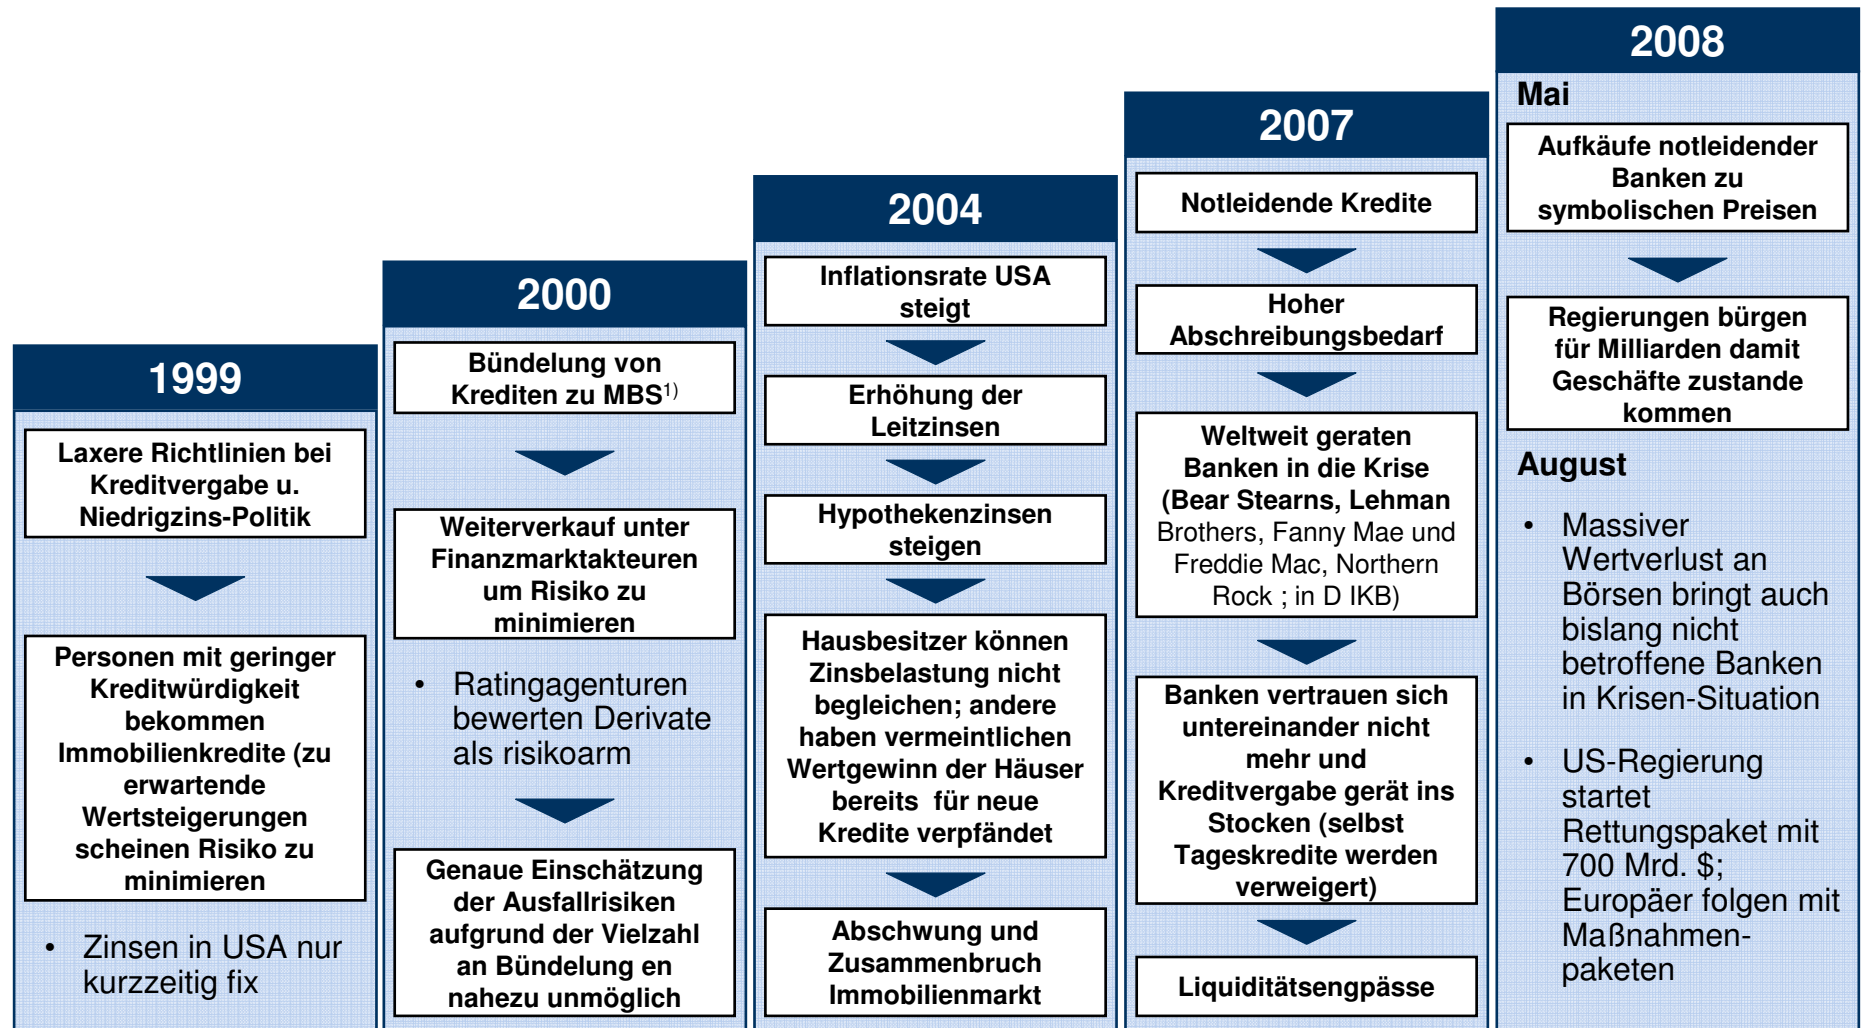 1999
Laxere Richtlinien bei
Kreditvergabe u.
Niedrigzins-Politik
Personen mit geringer
Kreditwürdigkeit
bekommen
Immobilienkredite (zu
erwartende
Wertsteigerungen
scheinen Risiko zu
minimieren
• Zinsen in USA nur
kurzzeitig fix
2000
Bündelung von
Krediten zu MBS1)
Weiterverkauf unter
Finanzmarktakteuren
um Risiko zu
minimieren
• Ratingagenturen
bewerten Derivate
als risikoarm
Genaue Einschätzung
der Ausfallrisiken
aufgrund der Vielzahl
an Bündelung en
nahezu unmöglich
2004
Inflationsrate USA
steigt
Erhöhung der
Leitzinsen
Hypothekenzinsen
steigen
Hausbesitzer können
Zinsbelastung nicht
begleichen; andere
haben vermeintlichen
Wertgewinn der Häuser
bereits für neue
Kredite verpfändet
Abschwung und
Zusammenbruch
Immobilienmarkt
2007
Notleidende Kredite
Hoher
Abschreibungsbedarf
Weltweit geraten
Banken in die Krise
(Bear Stearns, Lehman
Brothers, Fanny Mae und
Freddie Mac, Northern
Rock ; in D IKB)
Banken vertrauen sich
untereinander nicht
mehr und
Kreditvergabe gerät ins
Stocken (selbst
Tageskredite werden
verweigert)
Liquiditätsengpässe
2008
Mai
Aufkäufe notleidender
Banken zu
symbolischen Preisen
Regierungen bürgen
für Milliarden damit
Geschäfte zustande
kommen
August
• Massiver
Wertverlust an
Börsen bringt auch
bislang nicht
betroffene Banken
in Krisen-Situation
• US-Regierung
startet
Rettungspaket mit
700 Mrd. $;
Europäer folgen mit
Maßnahmen-
paketen